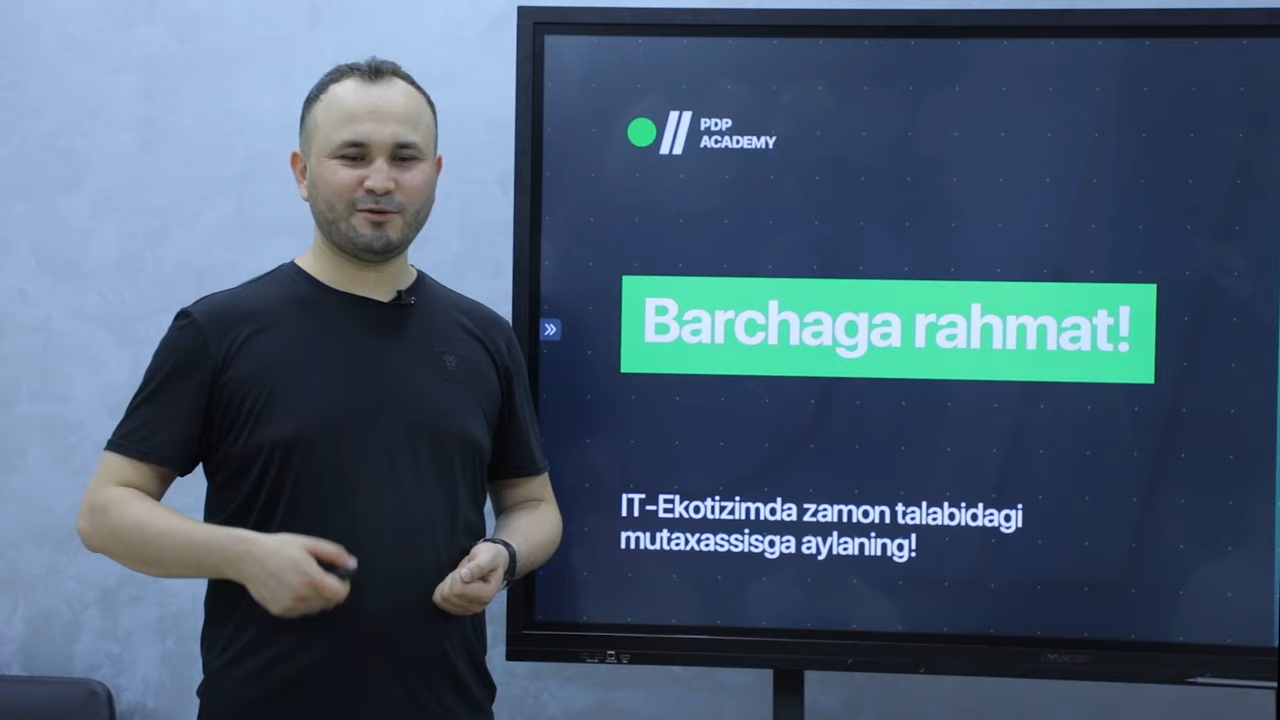 PDP
ACADEMY
Barchaga rahmat!
IT-Ekotizimda zamon talabidagi
mutaxassisga aylaning!